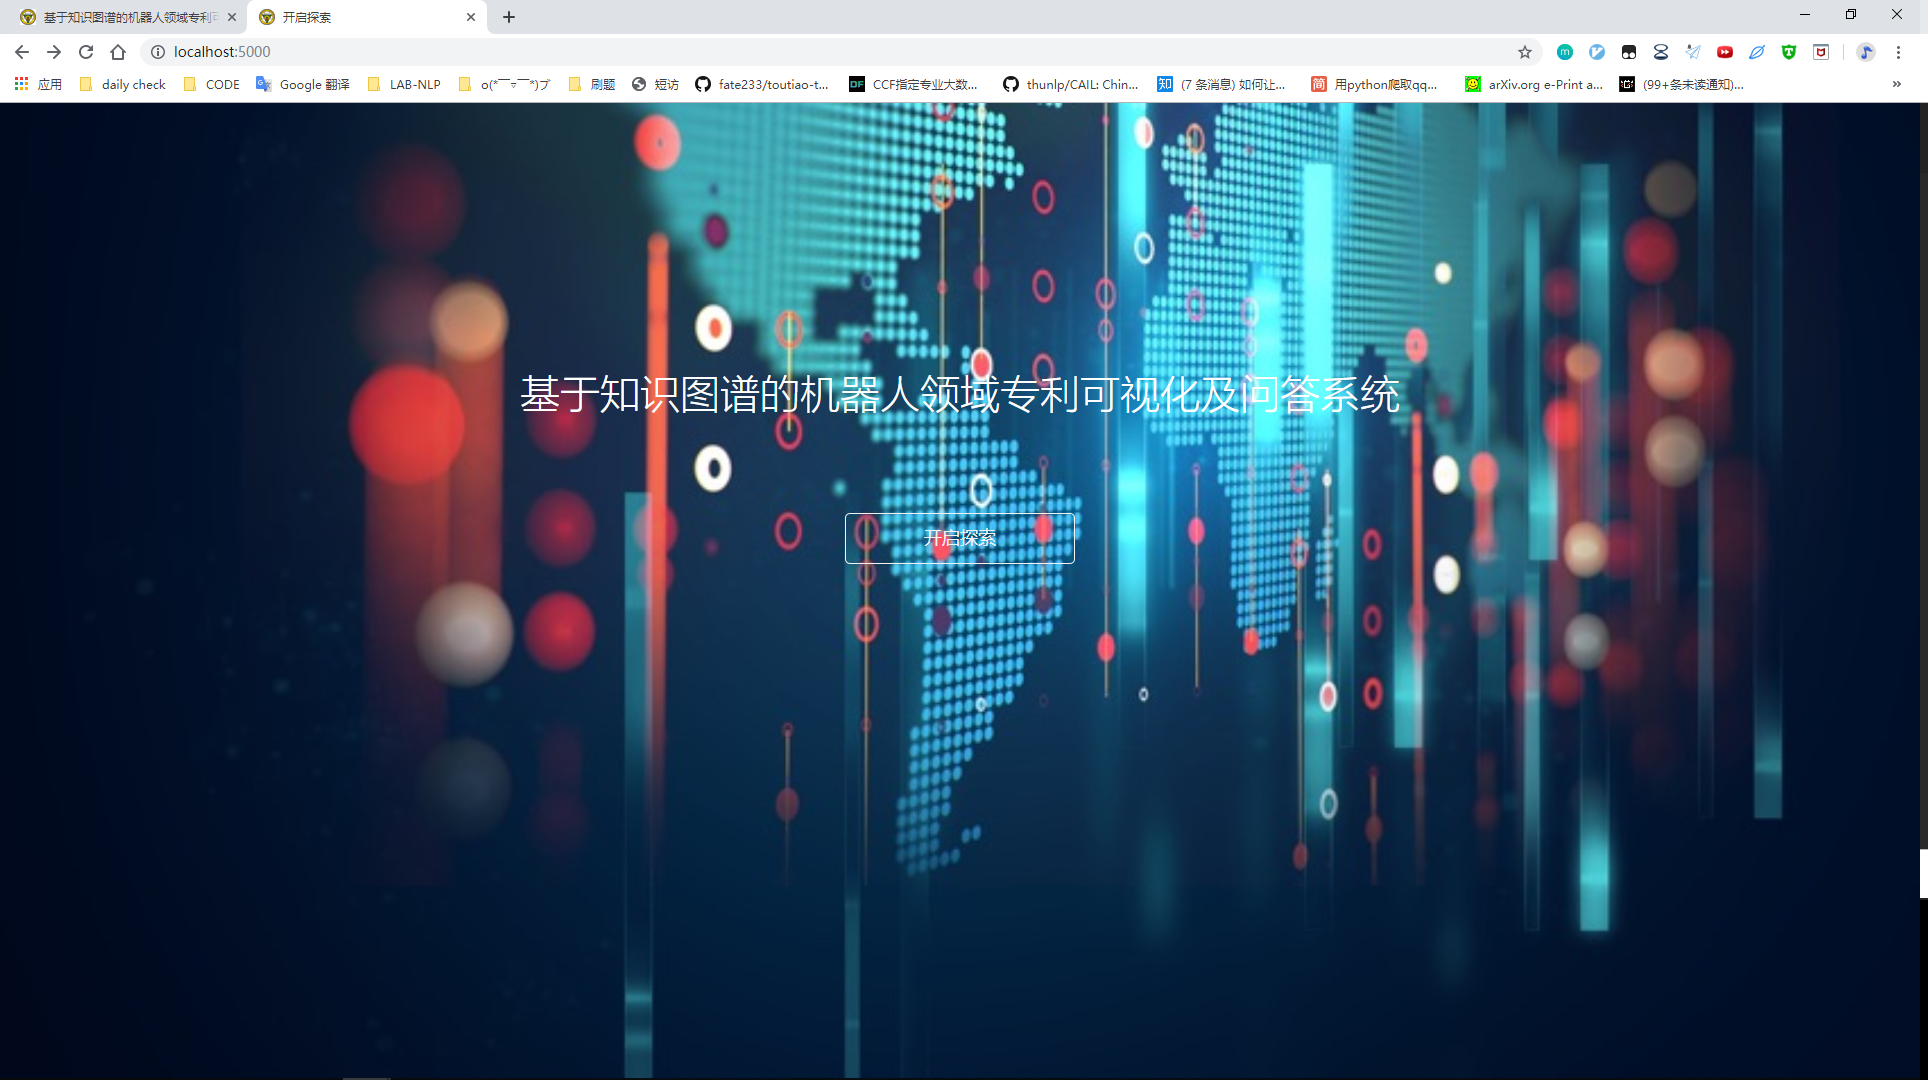 基于知识图谱的机器人领域专利
开启探索
localhost:5000
应用 daily check CODE Google 翻译 LAB-NLP o(*￣▽￣*)ブ 刷题 短访 fate233/toutiao-t... CCF指定专业大数... thunlp/CAIL: Chin... (7 条消息) 如何让... 用python爬取qq... arXiv.org e-Print a... (99+条未读通知)... »
基于知识图谱的机器人领域专利可视化及问答系统
开启探索